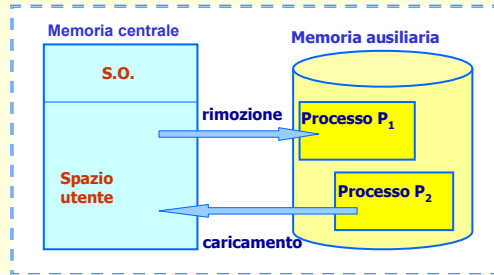 Memoria centrale
Memoria ausiliaria
S.O.
rimozione
Processo P₁
Spazio
utente
Processo P₂
caricamento